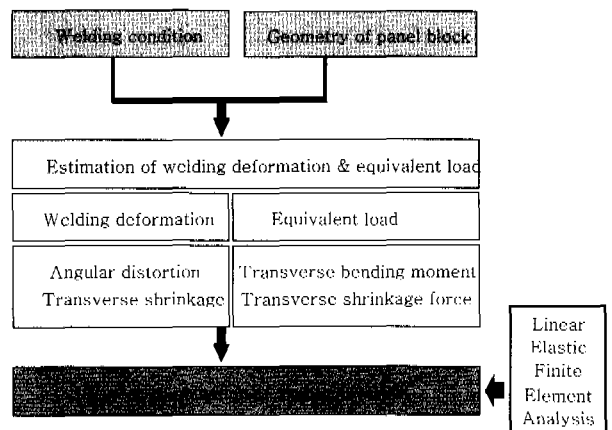 Welding condition
Geometry of panel block
Estimation of welding deformation & equivalent load
Welding deformation
Equivalent load
Angular distortion
Transverse shrinkage
Transverse bending moment
Transverse shrinkage force
Linear
Elastic
Finite
Element
Analysis